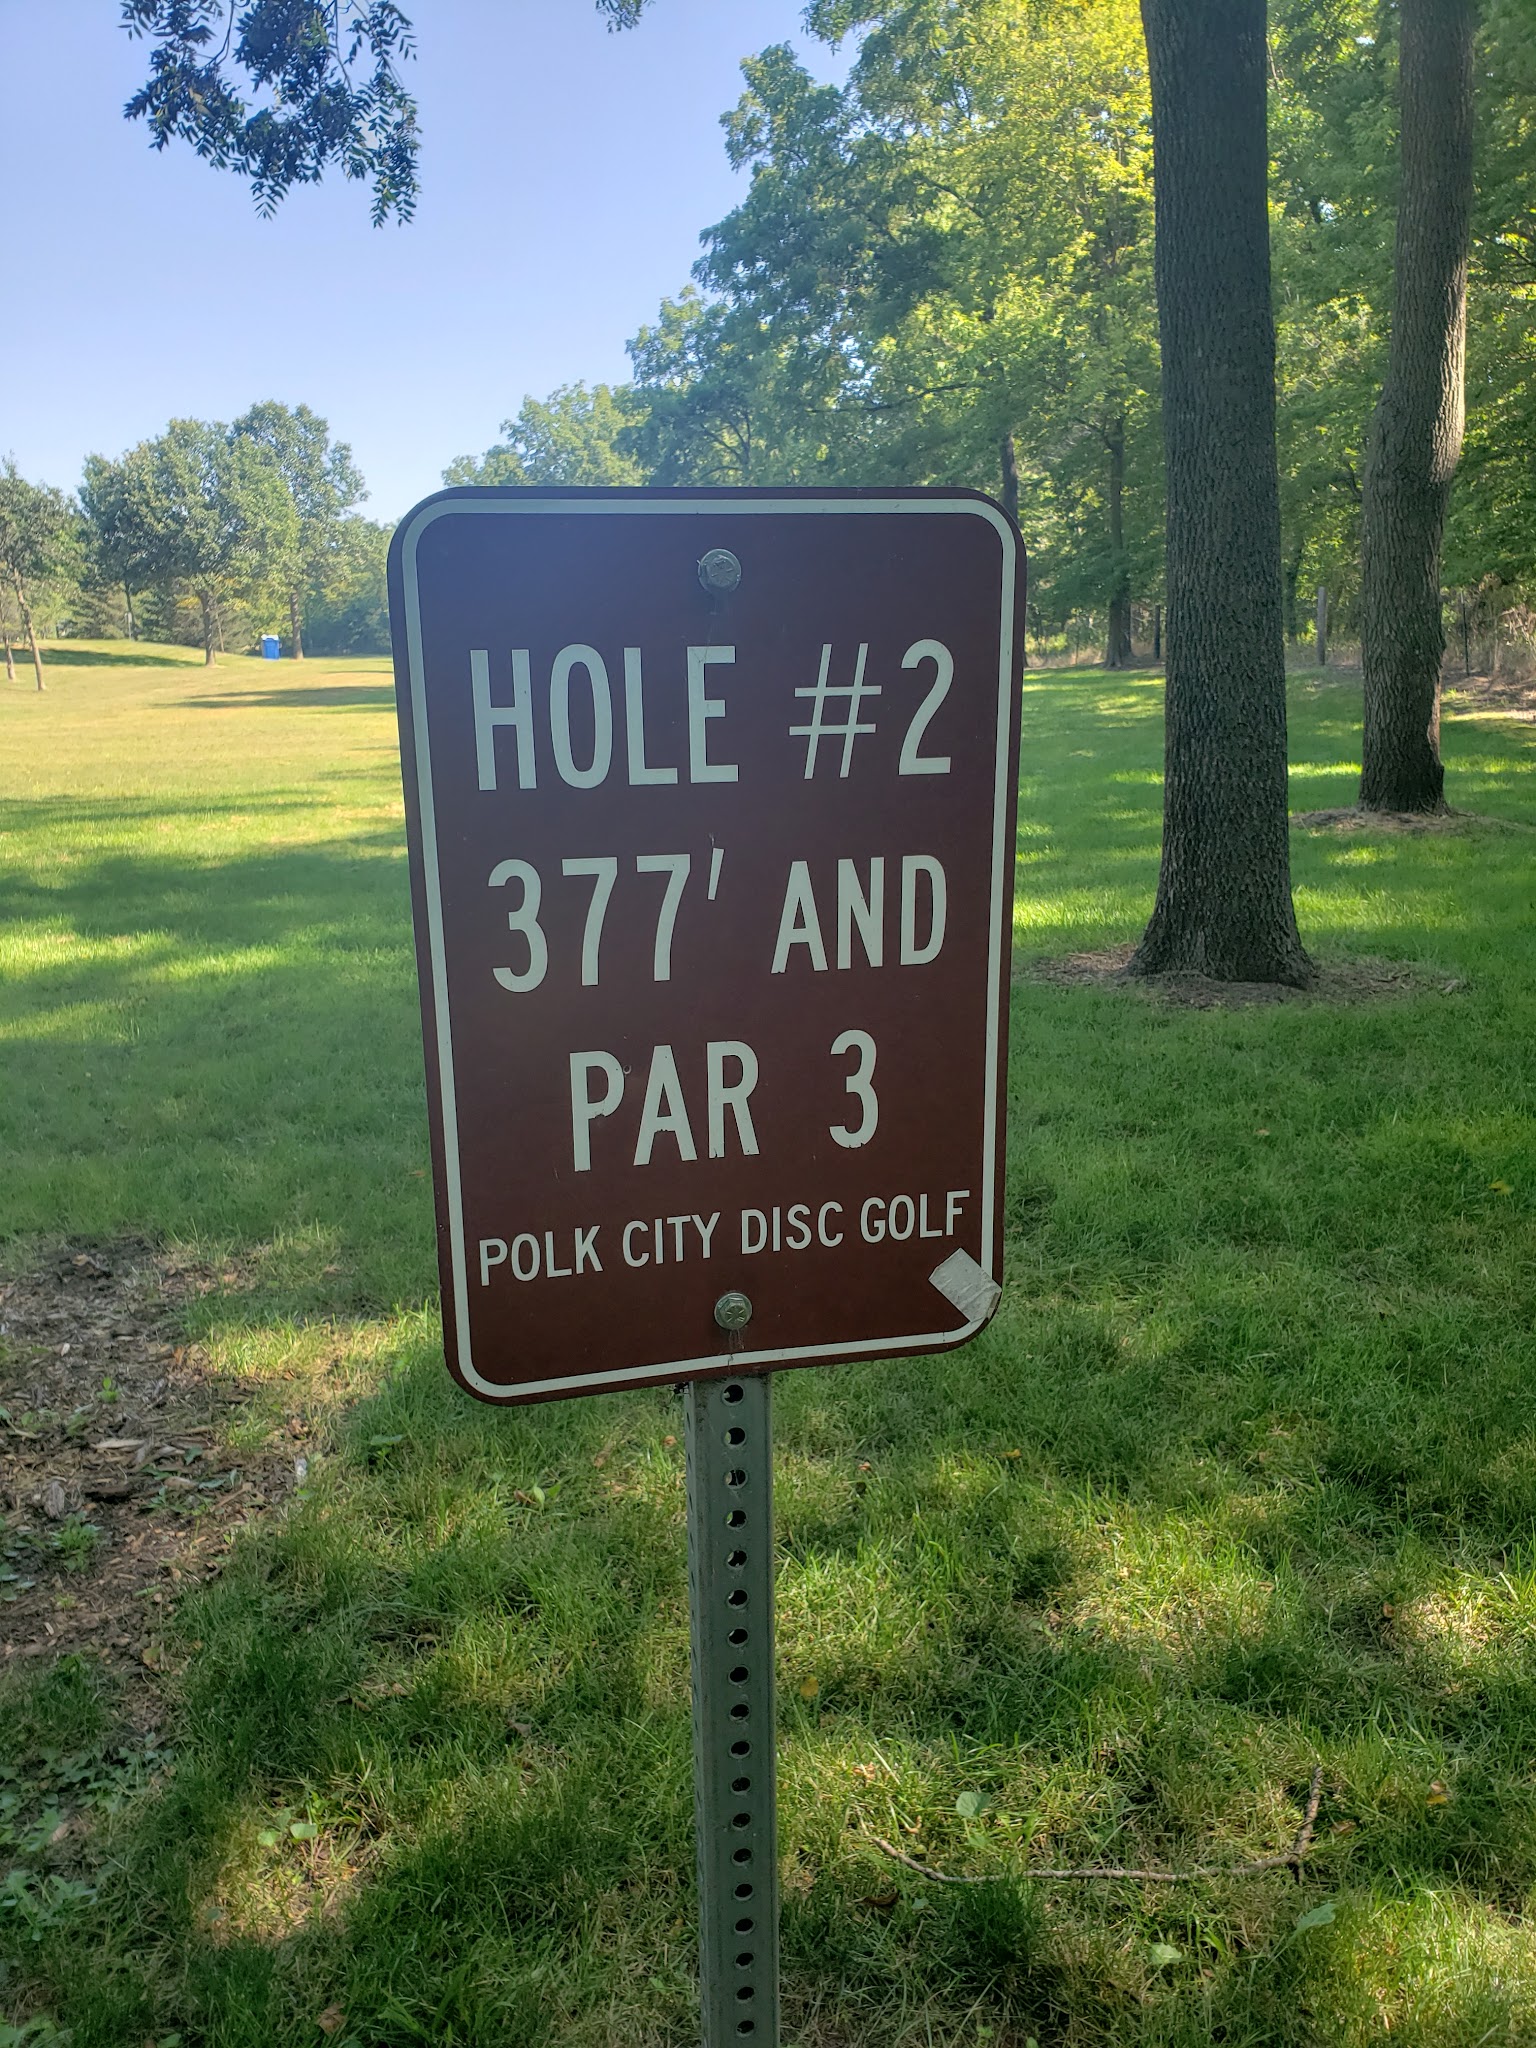 HOLE #2
377' AND
PAR 3
POLK CITY DISC GOLF